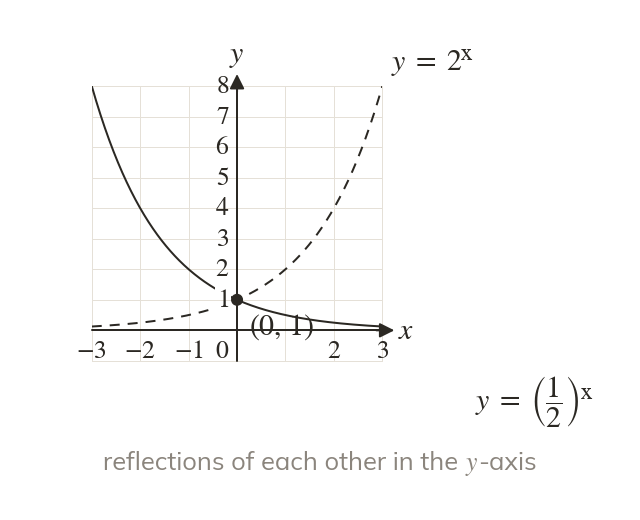 y
y = 2ˣ
8
7
6
5
4
3
2
1
(0, 1)
x
−3 −2 −1 0 2 3
y = (1/2)ˣ
reflections of each other in the y-axis